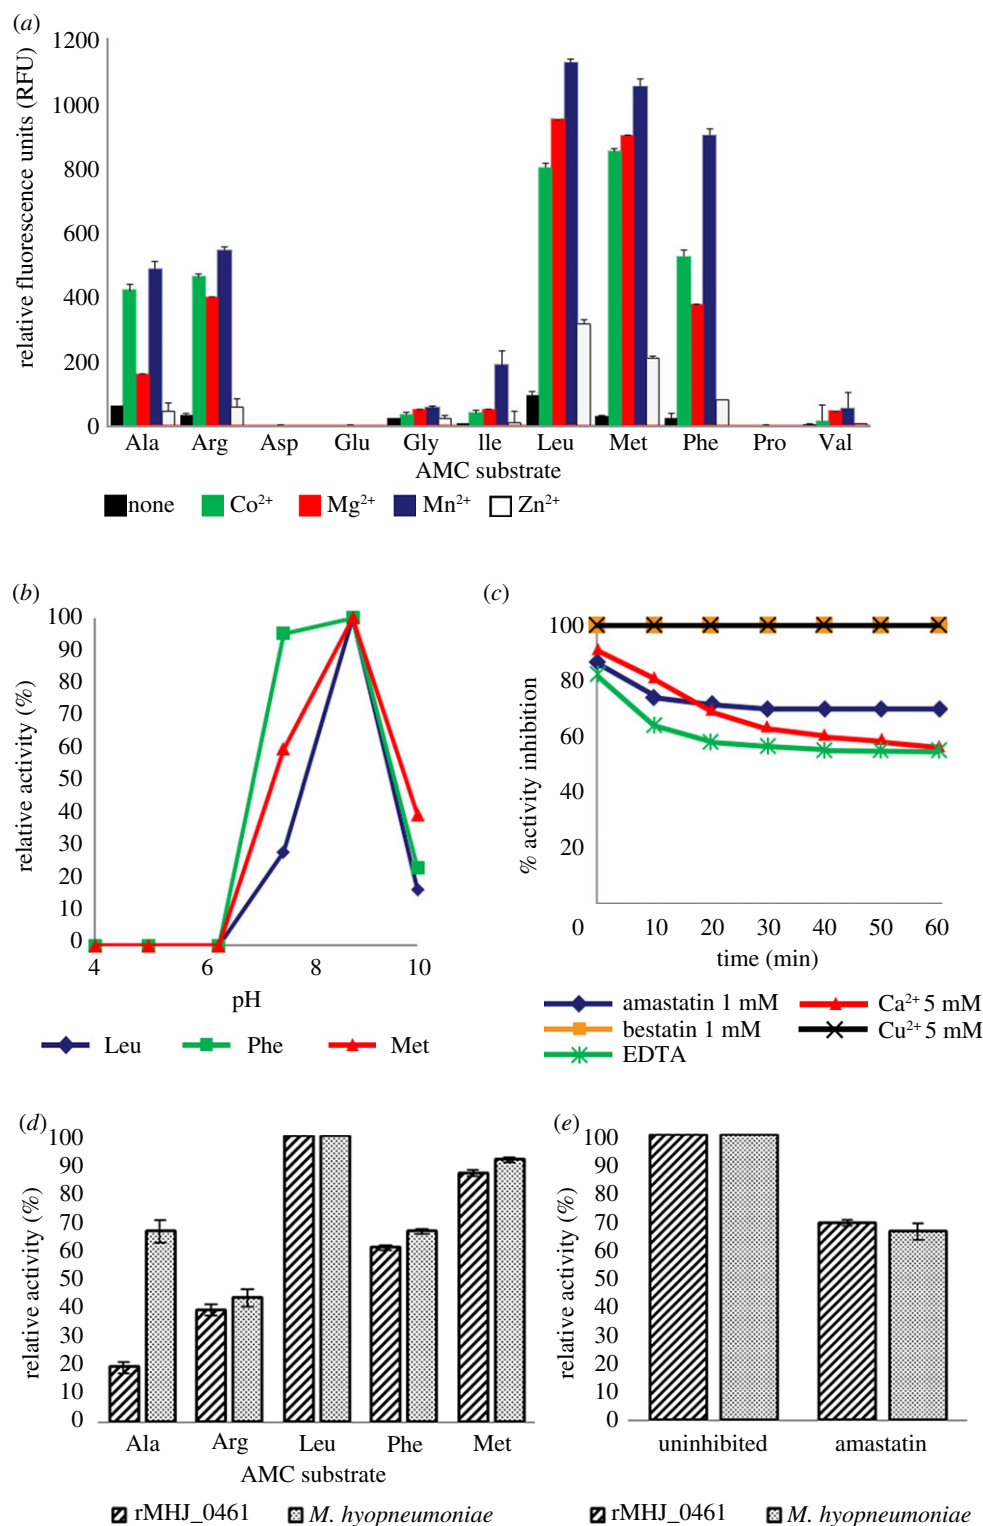 (a)
relative fluorescence units (RFU)
1200
1000
800
600
400
200
0
Ala Arg Asp Glu Gly Ile Leu Met Phe Pro Val
AMC substrate
none Co²⁺ Mg²⁺ Mn²⁺ Zn²⁺
(b)
relative activity (%)
100
90
80
70
60
50
40
30
20
10
0
4 6 8 10
pH
Leu Phe Met
(c)
% activity inhibition
100
80
60
40
20
0 10 20 30 40 50 60
time (min)
amastatin 1 mM Ca²⁺ 5 mM
bestatin 1 mM Cu²⁺ 5 mM
EDTA
(d)
relative activity (%)
100
90
80
70
60
50
40
30
20
10
0
Ala Arg Leu Phe Met
AMC substrate
rMHJ_0461 M. hyopneumoniae
(e)
relative activity (%)
100
90
80
70
60
50
40
30
20
10
0
uninhibited amastatin
rMHJ_0461 M. hyopneumoniae